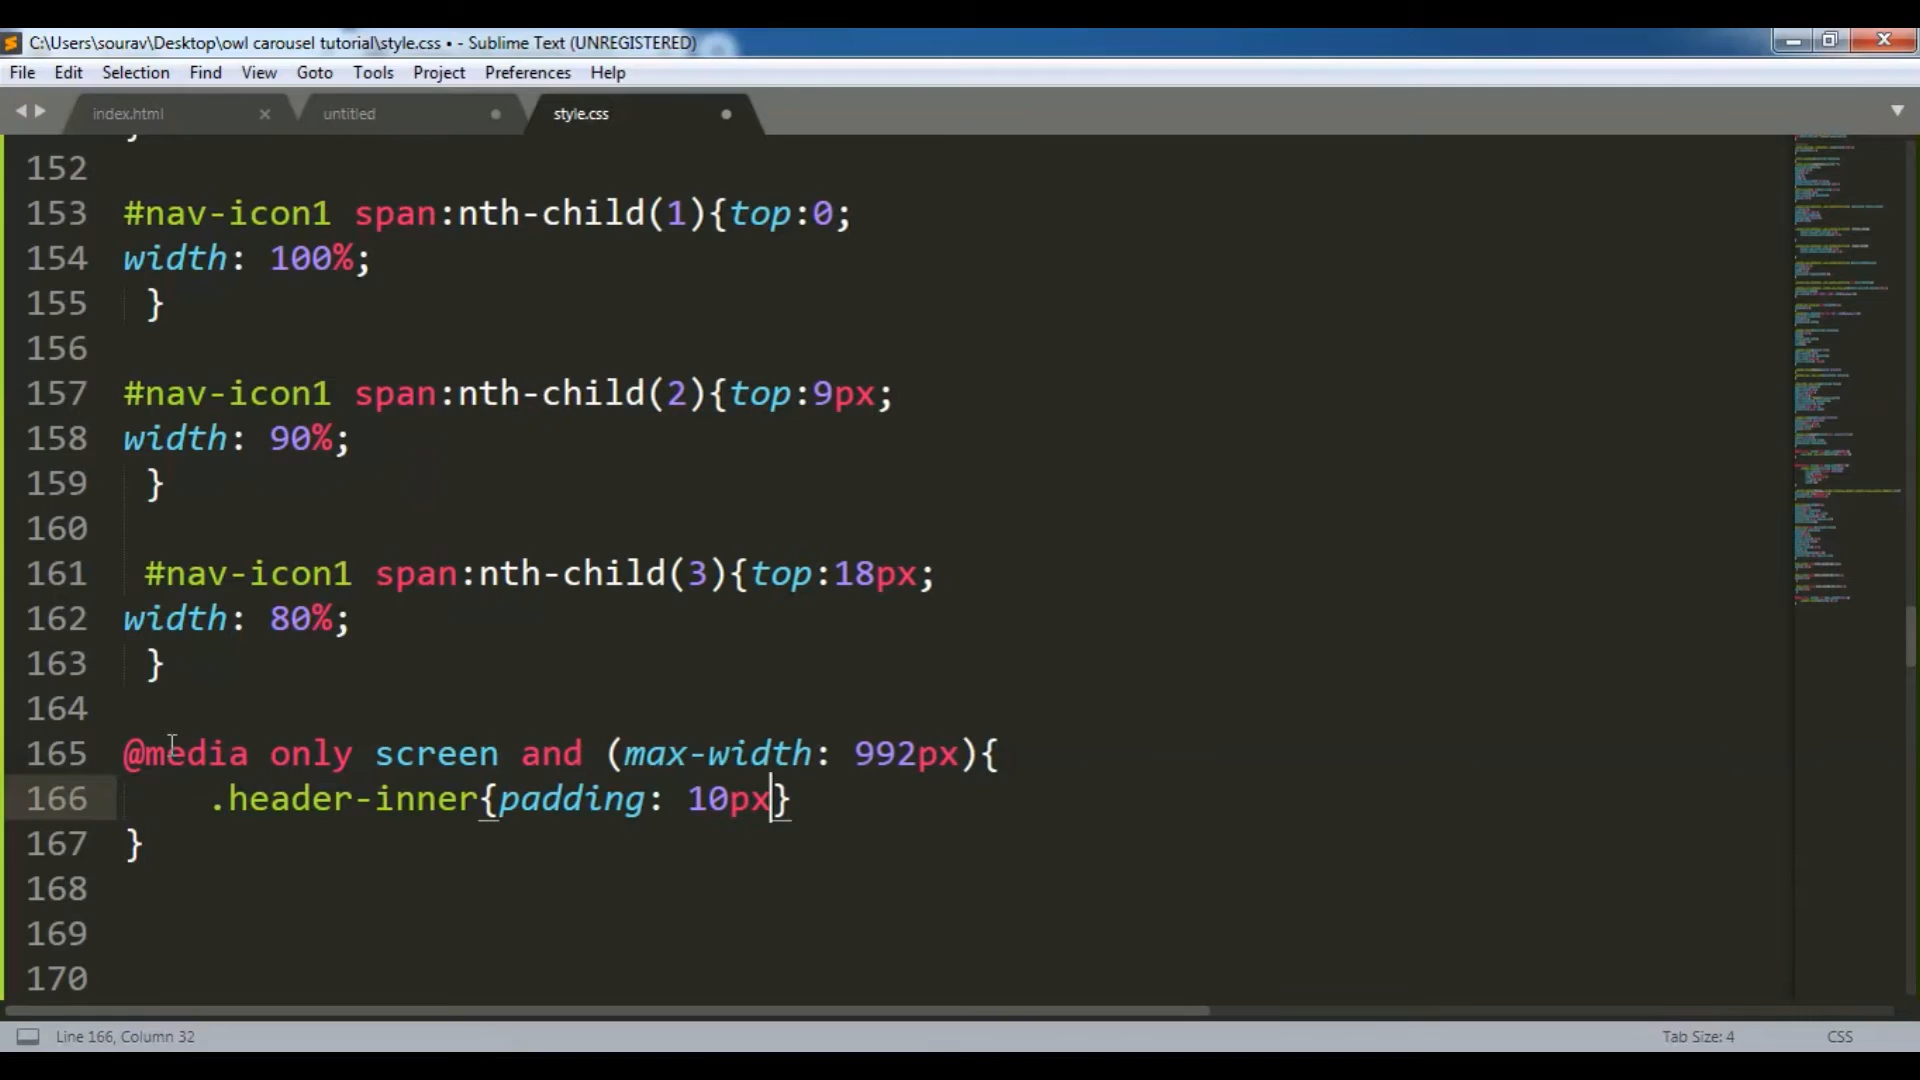 C:\Users\sourav\Desktop\owl carousel tutorial\style.css • - Sublime Text (UNREGISTERED)
File Edit Selection Find View Goto Tools Project Preferences Help
index.html untitled style.css
152
153 #nav-icon1 span:nth-child(1){top:0;
154 width: 100%;
155 }
156
157 #nav-icon1 span:nth-child(2){top:9px;
158 width: 90%;
159 }
160
161 #nav-icon1 span:nth-child(3){top:18px;
162 width: 80%;
163 }
164
165 @media only screen and (max-width: 992px){
166 .header-inner{padding: 10px}
167 }
168
169
170
Line 166, Column 32 Tab Size: 4 CSS